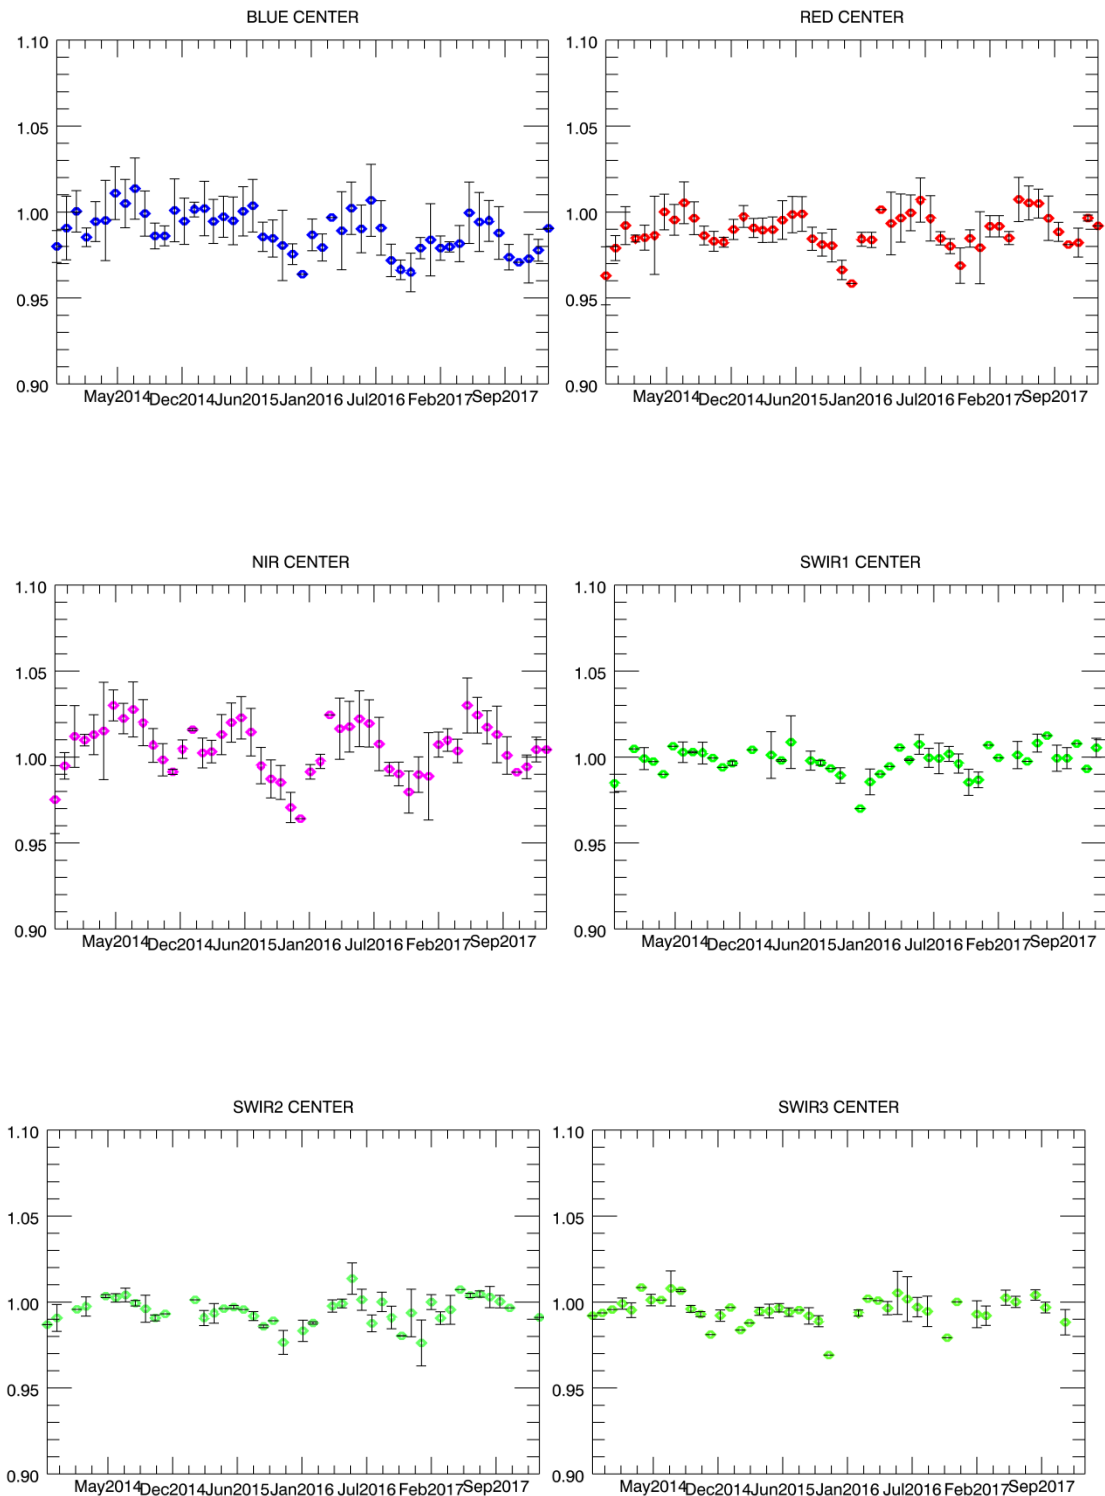 BLUE CENTER
1.10
1.05
1.00
0.95
0.90
May2014 Dec2014 Jun2015 Jan2016 Jul2016 Feb2017 Sep2017
RED CENTER
1.10
1.05
1.00
0.95
0.90
May2014 Dec2014 Jun2015 Jan2016 Jul2016 Feb2017 Sep2017
NIR CENTER
1.10
1.05
1.00
0.95
0.90
May2014 Dec2014 Jun2015 Jan2016 Jul2016 Feb2017 Sep2017
SWIR1 CENTER
1.10
1.05
1.00
0.95
0.90
May2014 Dec2014 Jun2015 Jan2016 Jul2016 Feb2017 Sep2017
SWIR2 CENTER
1.10
1.05
1.00
0.95
0.90
May2014 Dec2014 Jun2015 Jan2016 Jul2016 Feb2017 Sep2017
SWIR3 CENTER
1.10
1.05
1.00
0.95
0.90
May2014 Dec2014 Jun2015 Jan2016 Jul2016 Feb2017 Sep2017